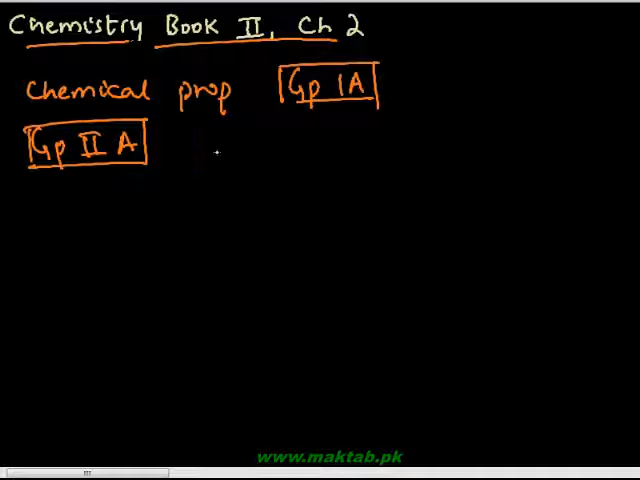 Chemistry Book II, Ch 2
Chemical prop Gp IA
Gp II A
www.maktab.pk